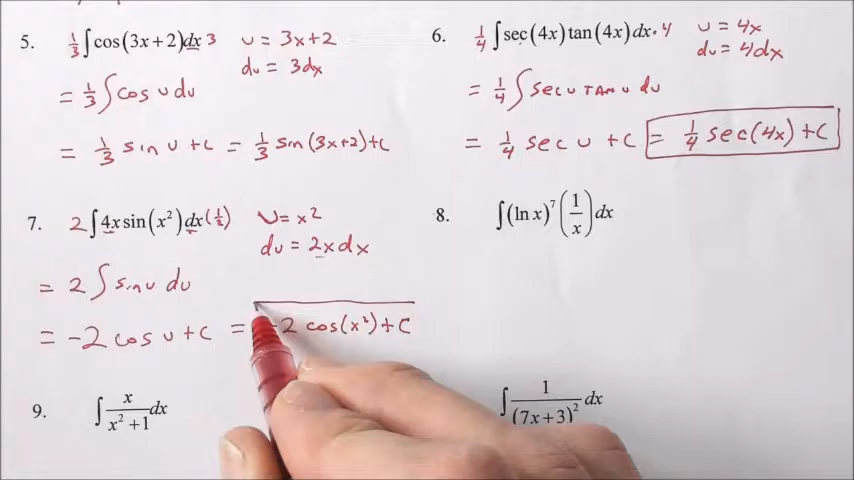 5. 1/3 ∫ cos(3x+2)dx 3 u = 3x+2
du = 3dx
= 1/3 ∫ cos u du
= 1/3 sin u + c = 1/3 sin(3x+2)+c
6. 1/4 ∫ sec(4x)tan(4x)dx · 4 u = 4x
du = 4dx
= 1/4 ∫ sec u tan u du
= 1/4 sec u + c = 1/4 sec(4x)+c
7. 2 ∫ 4x sin(x²)dx (1/2) u = x²
du = 2x dx
= 2 ∫ sin u du
= -2 cos u + c = -2 cos(x²)+c
8. ∫(ln x)⁷(1/x)dx
9. ∫ x/(x²+1) dx
∫ 1/(7x+3)² dx